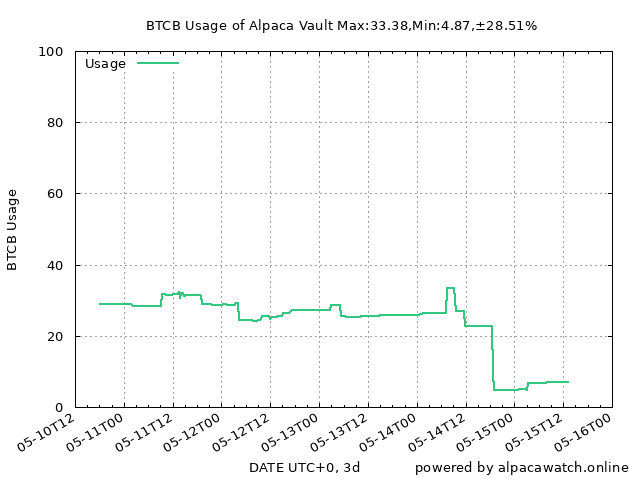 BTCB Usage of Alpaca Vault Max:33.38,Min:4.87,±28.51%
100
80
60
40
20
0
Usage
BTCB Usage
05-10T12
05-11T00
05-11T12
05-12T00
05-12T12
05-13T00
05-13T12
05-14T00
05-14T12
05-15T00
05-15T12
05-16T00
DATE UTC+0, 3d
powered by alpacawatch.online